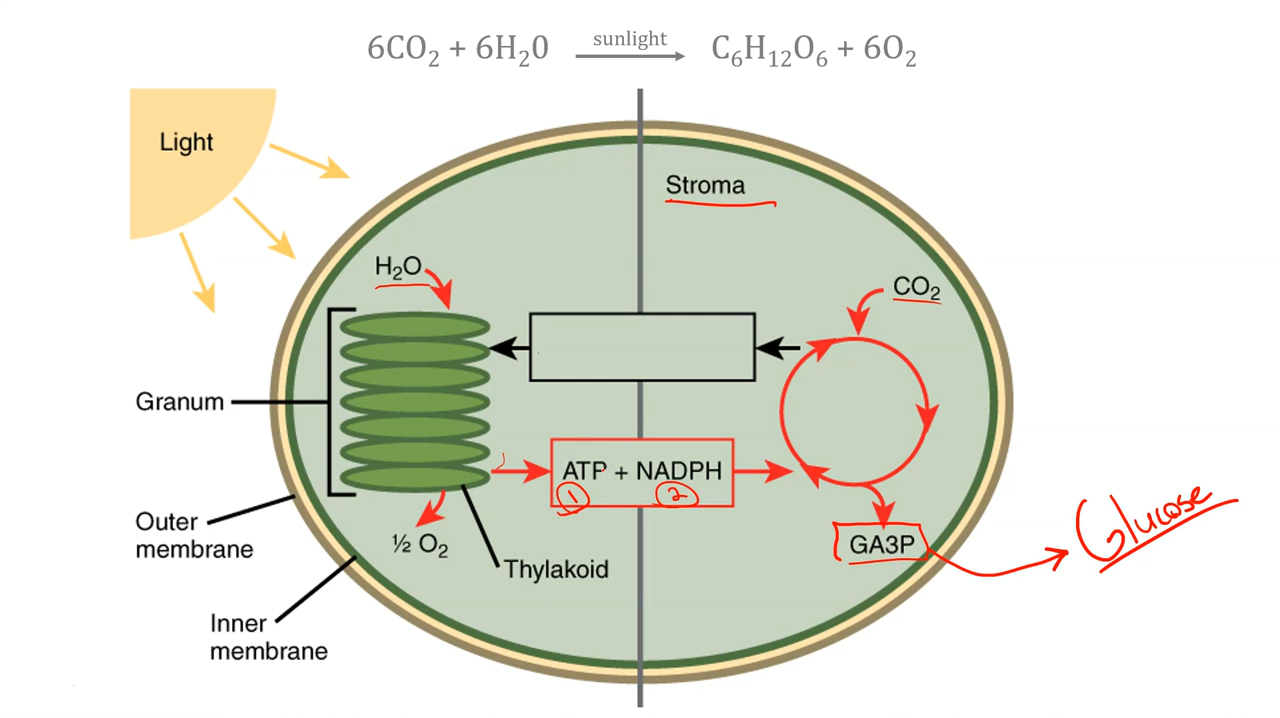 6CO₂ + 6H₂0 sunlight C₆H₁₂O₆ + 6O₂
Light
Stroma
H₂O
CO₂
Granum
ATP + NADPH
1 2
Outer
membrane
½ O₂
GA3P
Glucose
Thylakoid
Inner
membrane